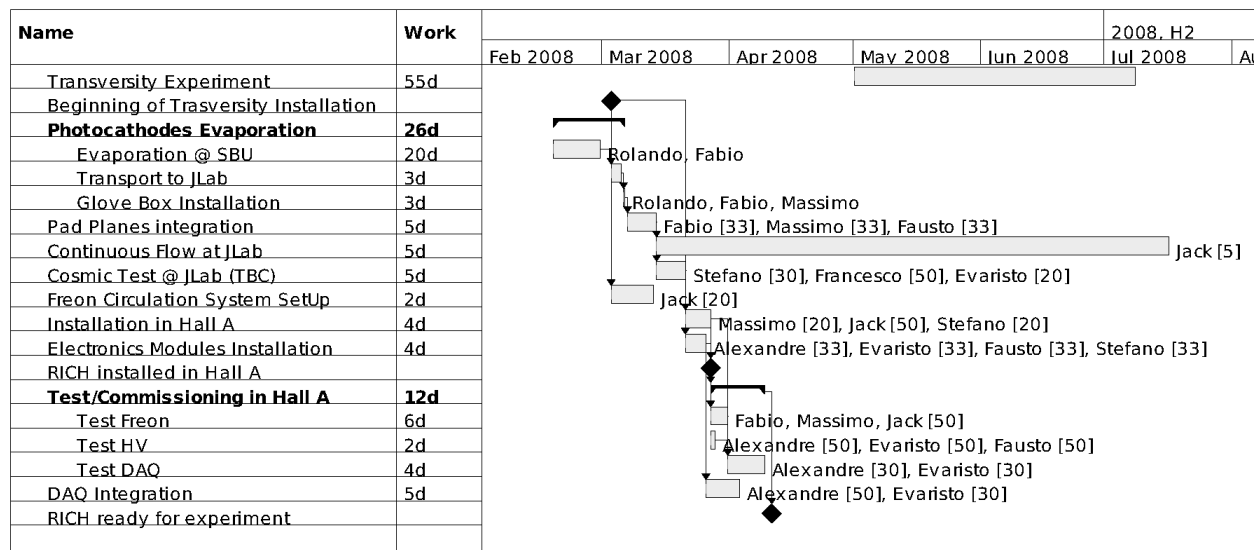 Name Work 2008, H2
Feb 2008 Mar 2008 Apr 2008 May 2008 Jun 2008 Jul 2008 Au
Transversity Experiment 55d
Beginning of Trasversity Installation
Photocathodes Evaporation 26d
Evaporation @ SBU 20d Rolando, Fabio
Transport to JLab 3d
Glove Box Installation 3d Rolando, Fabio, Massimo
Pad Planes integration 5d Fabio [33], Massimo [33], Fausto [33]
Continuous Flow at JLab 5d Jack [5]
Cosmic Test @ JLab (TBC) 5d Stefano [30], Francesco [50], Evaristo [20]
Freon Circulation System SetUp 2d Jack [20]
Installation in Hall A 4d Massimo [20], Jack [50], Stefano [20]
Electronics Modules Installation 4d Alexandre [33], Evaristo [33], Fausto [33], Stefano [33]
RICH installed in Hall A
Test/Commissioning in Hall A 12d
Test Freon 6d Fabio, Massimo, Jack [50]
Test HV 2d Alexandre [50], Evaristo [50], Fausto [50]
Test DAQ 4d Alexandre [30], Evaristo [30]
DAQ Integration 5d Alexandre [50], Evaristo [30]
RICH ready for experiment